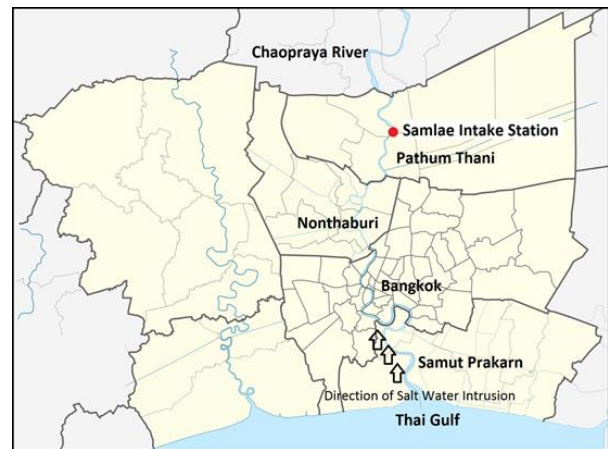 Chaopraya River
Samlae Intake Station
Pathum Thani
Nonthaburi
Bangkok
Samut Prakarn
Direction of Salt Water Intrusion
Thai Gulf